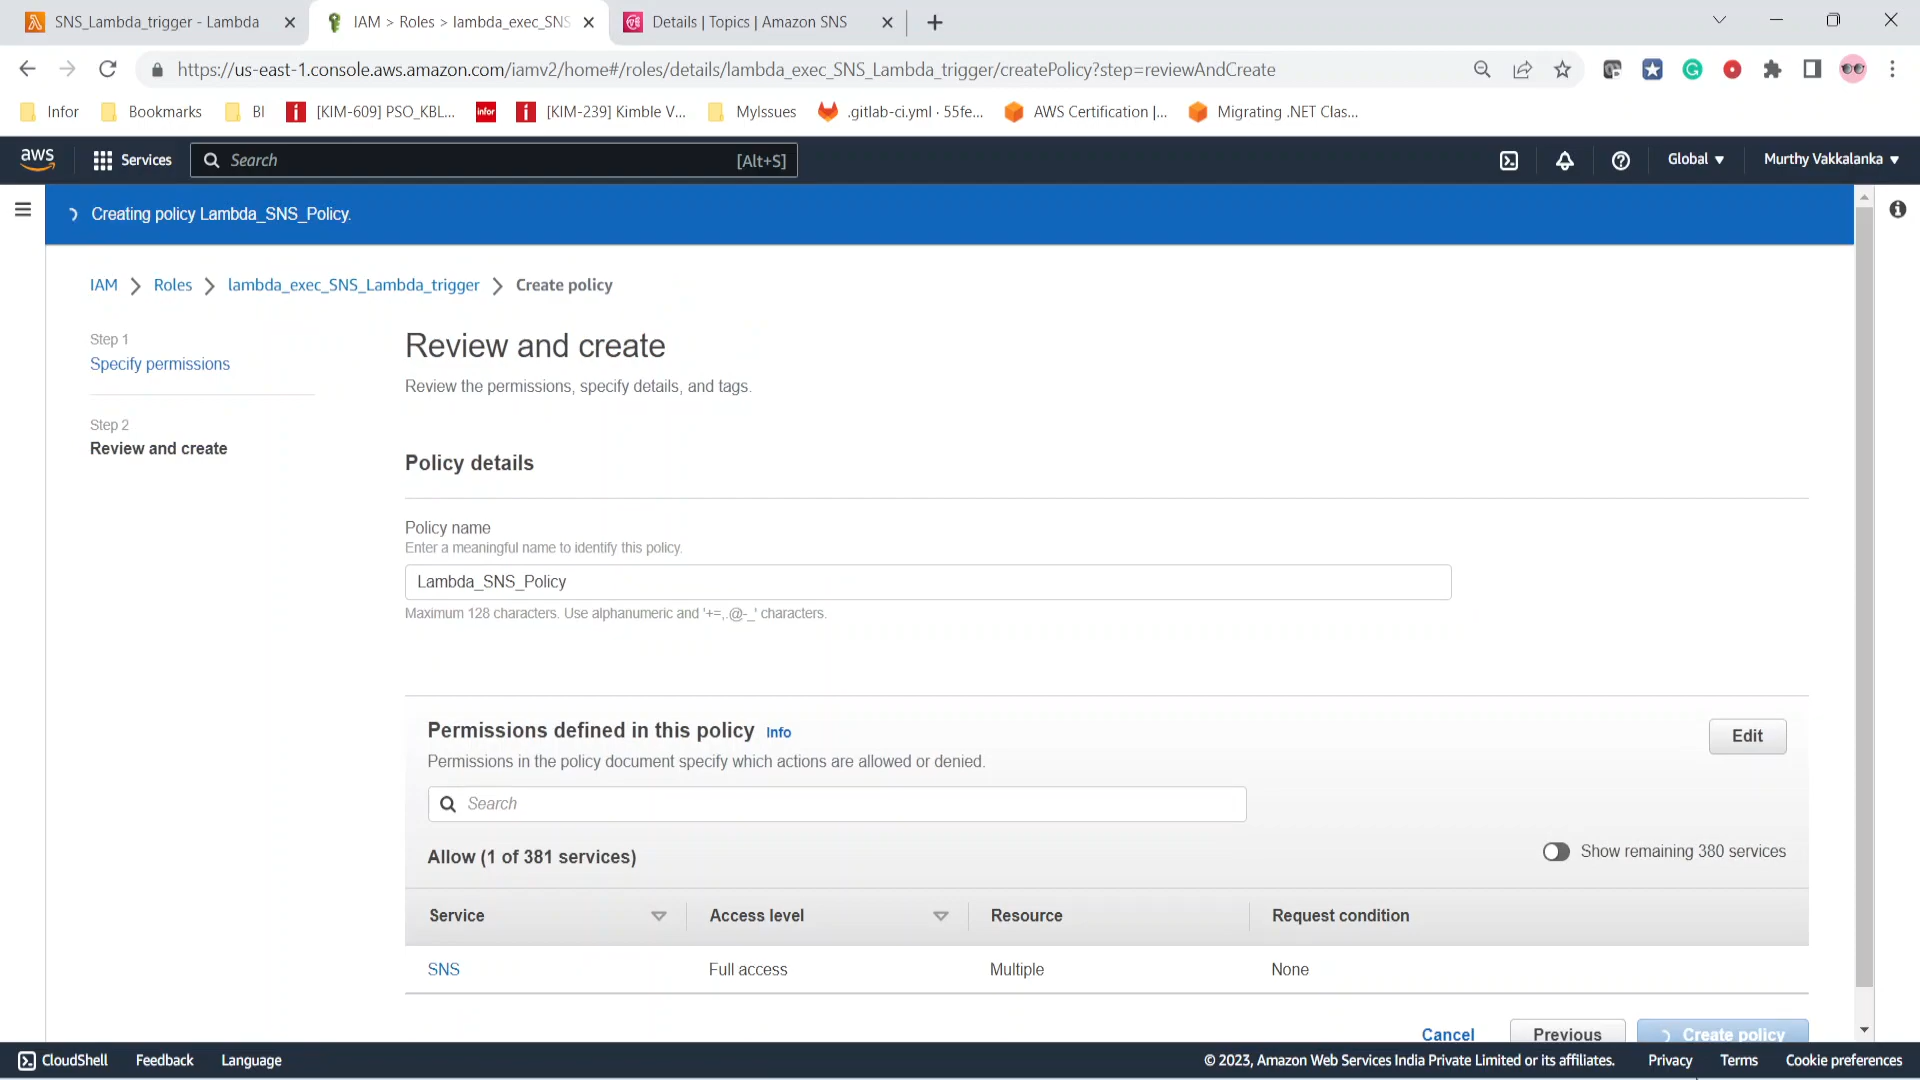 SNS_Lambda_trigger - Lambda
IAM > Roles > lambda_exec_SNS
Details | Topics | Amazon SNS
https://us-east-1.console.aws.amazon.com/iamv2/home#/roles/details/lambda_exec_SNS_Lambda_trigger/createPolicy?step=reviewAndCreate
Infor
Bookmarks
BI
[KIM-609] PSO_KBL...
infor
[KIM-239] Kimble V...
MyIssues
.gitlab-ci.yml · 55fe...
AWS Certification |...
Migrating .NET Clas...
aws
Services
Search
[Alt+S]
Global
Murthy Vakkalanka
Creating policy Lambda_SNS_Policy.
IAM
Roles
lambda_exec_SNS_Lambda_trigger
Create policy
Step 1
Specify permissions
Step 2
Review and create
Review and create
Review the permissions, specify details, and tags.
Policy details
Policy name
Enter a meaningful name to identify this policy.
Lambda_SNS_Policy
Maximum 128 characters. Use alphanumeric and '+=,.@-_' characters.
Permissions defined in this policy Info
Edit
Permissions in the policy document specify which actions are allowed or denied.
Search
Allow (1 of 381 services)
Show remaining 380 services
Service
Access level
Resource
Request condition
SNS
Full access
Multiple
None
Cancel
Previous
Create policy
CloudShell
Feedback
Language
© 2023, Amazon Web Services India Private Limited or its affiliates.
Privacy
Terms
Cookie preferences